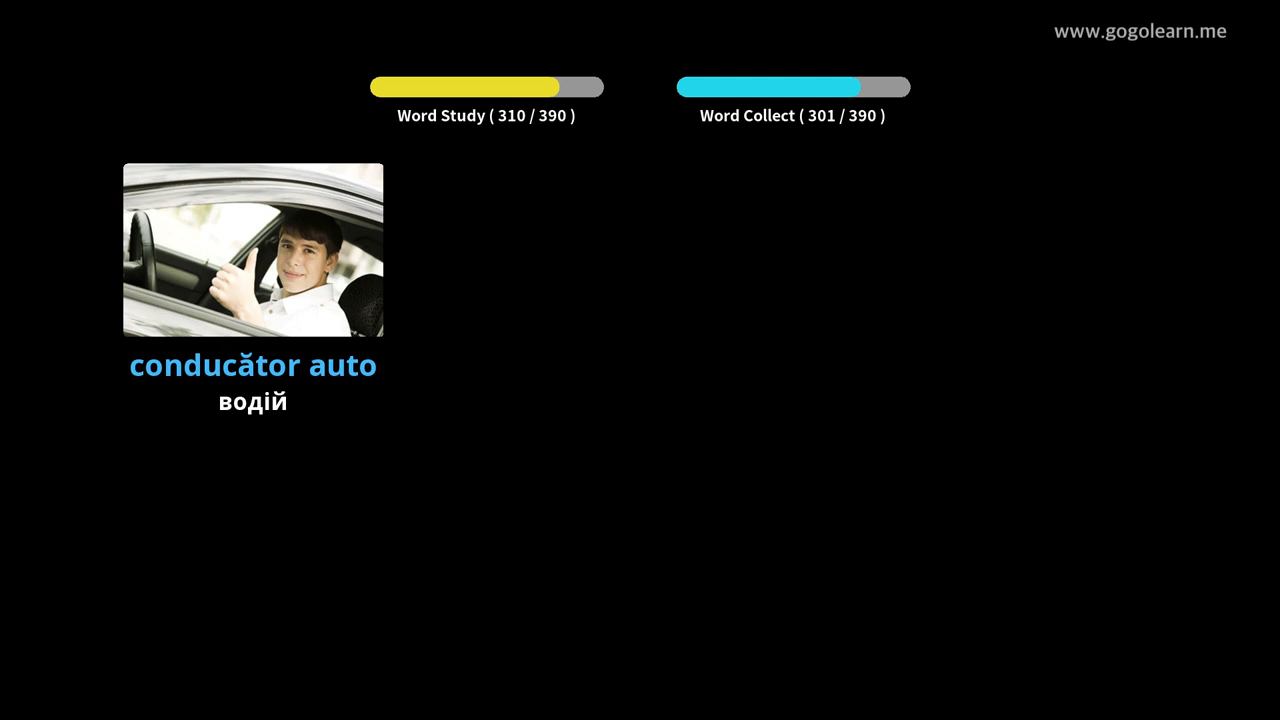 www.gogolearn.me
Word Study ( 310 / 390 )
Word Collect ( 301 / 390 )
conducător auto
водій